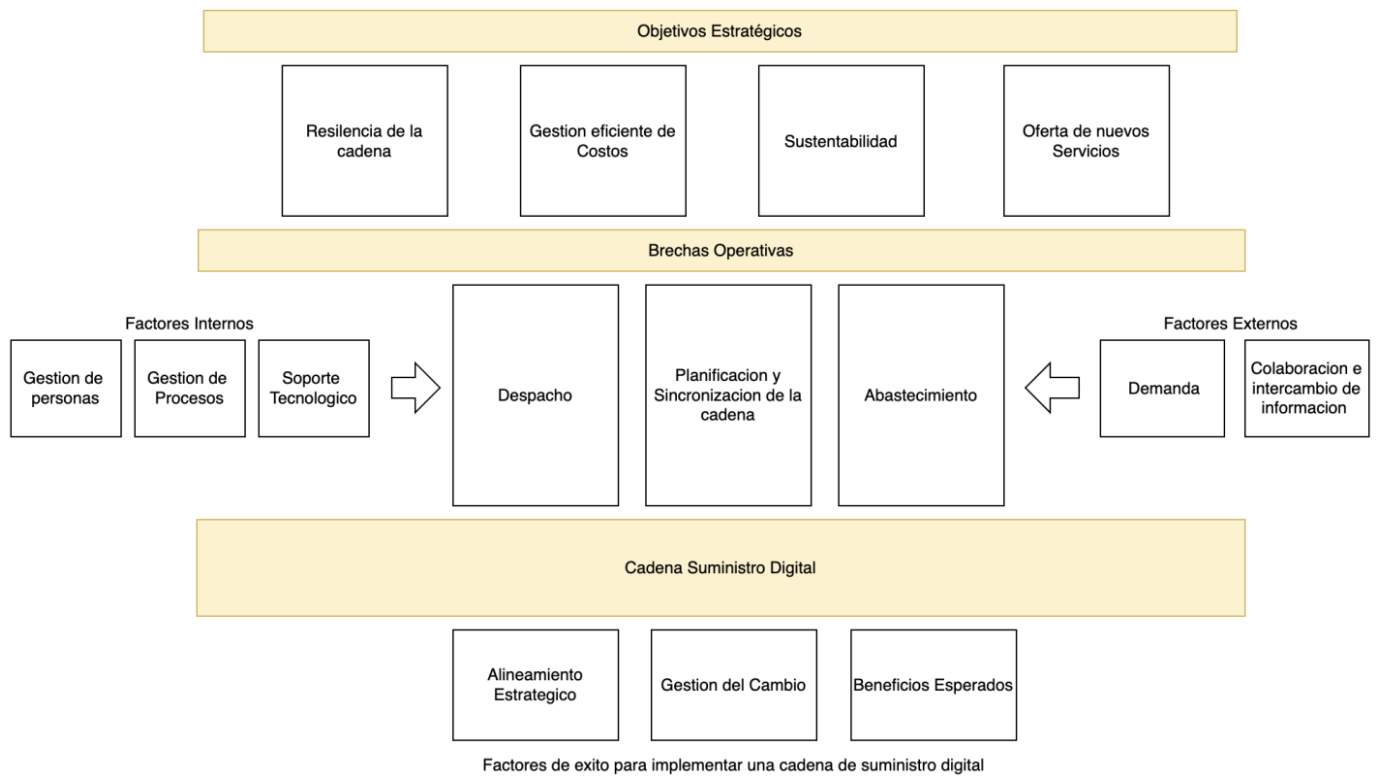 Objetivos Estratégicos
Resilencia de la
cadena
Gestion eficiente de
Costos
Sustentabilidad
Oferta de nuevos
Servicios
Brechas Operativas
Factores Internos
Gestion de
personas
Gestion de
Procesos
Soporte
Tecnologico
Despacho
Planificacion y
Sincronizacion de la
cadena
Abastecimiento
Factores Externos
Demanda
Colaboracion e
intercambio de
informacion
Cadena Suministro Digital
Alineamiento
Estrategico
Gestion del Cambio
Beneficios Esperados
Factores de exito para implementar una cadena de suministro digital